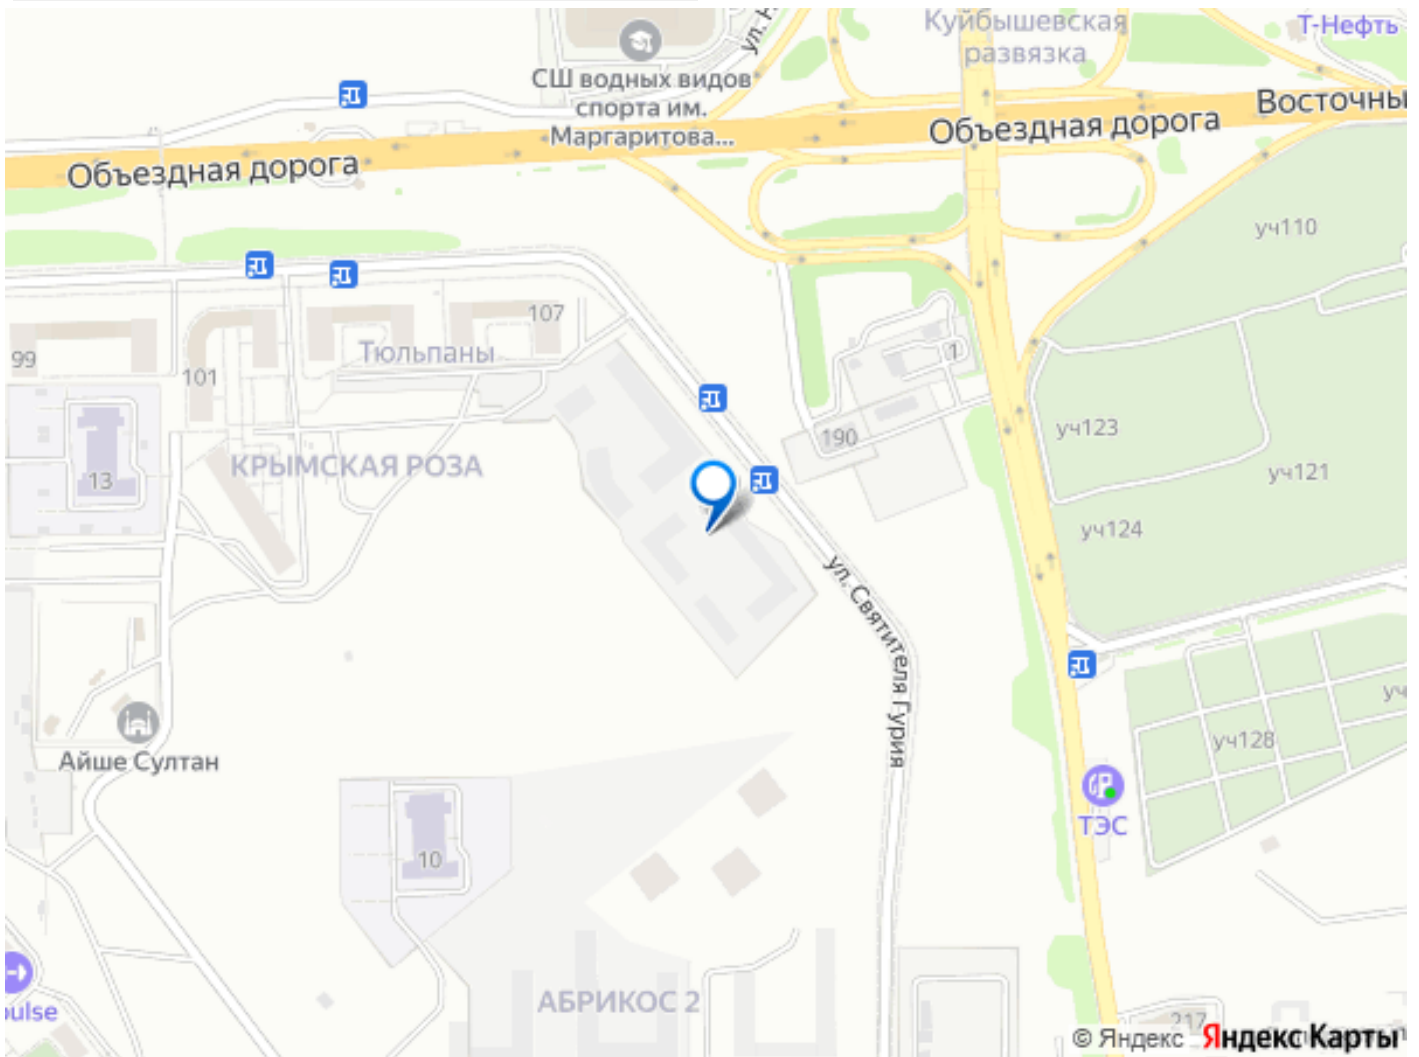 Куйбышевская
развязка
Т-Нефть
ул.
СШ водных видов
спорта им.
Маргаритова...
Объездная дорога
Восточны
Объездная дорога
уч110
107
Тюльпаны
99
101
1
190
уч123
уч121
КРЫМСКАЯ РОЗА
13
уч124
ул. Святителя Гурия
уч
уч128
Айше Султан
ТЭС
10
АБРИКОС 2
ulse
217
© Яндекс Яндекс Карты